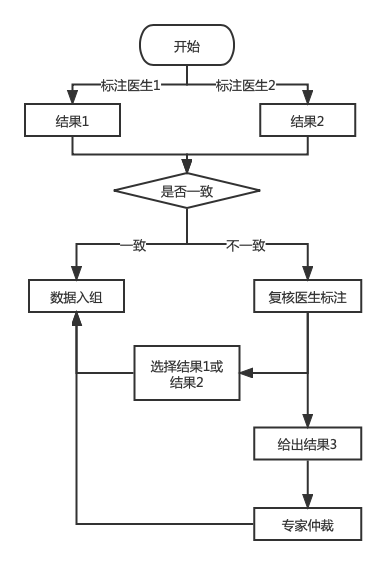 开始
标注医生1
标注医生2
结果1
结果2
是否一致
一致
不一致
数据入组
复核医生标注
选择结果1或
结果2
给出结果3
专家仲裁